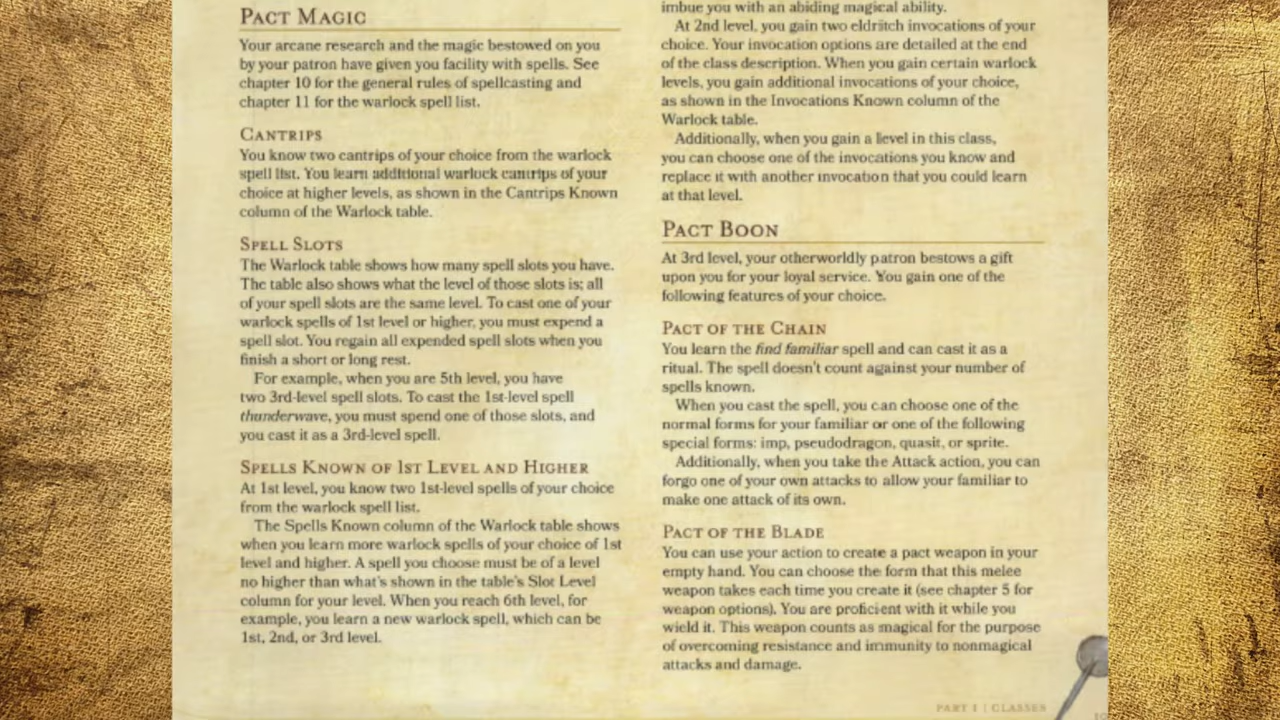 PACT MAGIC
Your arcane research and the magic bestowed on you
by your patron have given you facility with spells. See
chapter 10 for the general rules of spellcasting and
chapter 11 for the warlock spell list.
CANTRIPS
You know two cantrips of your choice from the warlock
spell list. You learn additional warlock cantrips of your
choice at higher levels, as shown in the Cantrips Known
column of the Warlock table.
SPELL SLOTS
The Warlock table shows how many spell slots you have.
The table also shows what the level of those slots is; all
of your spell slots are the same level. To cast one of your
warlock spells of 1st level or higher, you must expend a
spell slot. You regain all expended spell slots when you
finish a short or long rest.
For example, when you are 5th level, you have
two 3rd-level spell slots. To cast the 1st-level spell
thunderwave, you must spend one of those slots, and
you cast it as a 3rd-level spell.
SPELLS KNOWN OF 1ST LEVEL AND HIGHER
At 1st level, you know two 1st-level spells of your choice
from the warlock spell list.
The Spells Known column of the Warlock table shows
when you learn more warlock spells of your choice of 1st
level and higher. A spell you choose must be of a level
no higher than what's shown in the table's Slot Level
column for your level. When you reach 6th level, for
example, you learn a new warlock spell, which can be
1st, 2nd, or 3rd level.
imbue you with an abiding magical ability.
At 2nd level, you gain two eldritch invocations of your
choice. Your invocation options are detailed at the end
of the class description. When you gain certain warlock
levels, you gain additional invocations of your choice,
as shown in the Invocations Known column of the
Warlock table.
Additionally, when you gain a level in this class,
you can choose one of the invocations you know and
replace it with another invocation that you could learn
at that level.
PACT BOON
At 3rd level, your otherworldly patron bestows a gift
upon you for your loyal service. You gain one of the
following features of your choice.
PACT OF THE CHAIN
You learn the find familiar spell and can cast it as a
ritual. The spell doesn't count against your number of
spells known.
When you cast the spell, you can choose one of the
normal forms for your familiar or one of the following
special forms: imp, pseudodragon, quasit, or sprite.
Additionally, when you take the Attack action, you can
forgo one of your own attacks to allow your familiar to
make one attack of its own.
PACT OF THE BLADE
You can use your action to create a pact weapon in your
empty hand. You can choose the form that this melee
weapon takes each time you create it (see chapter 5 for
weapon options). You are proficient with it while you
wield it. This weapon counts as magical for the purpose
of overcoming resistance and immunity to nonmagical
attacks and damage.
PART 1 | CLASSES